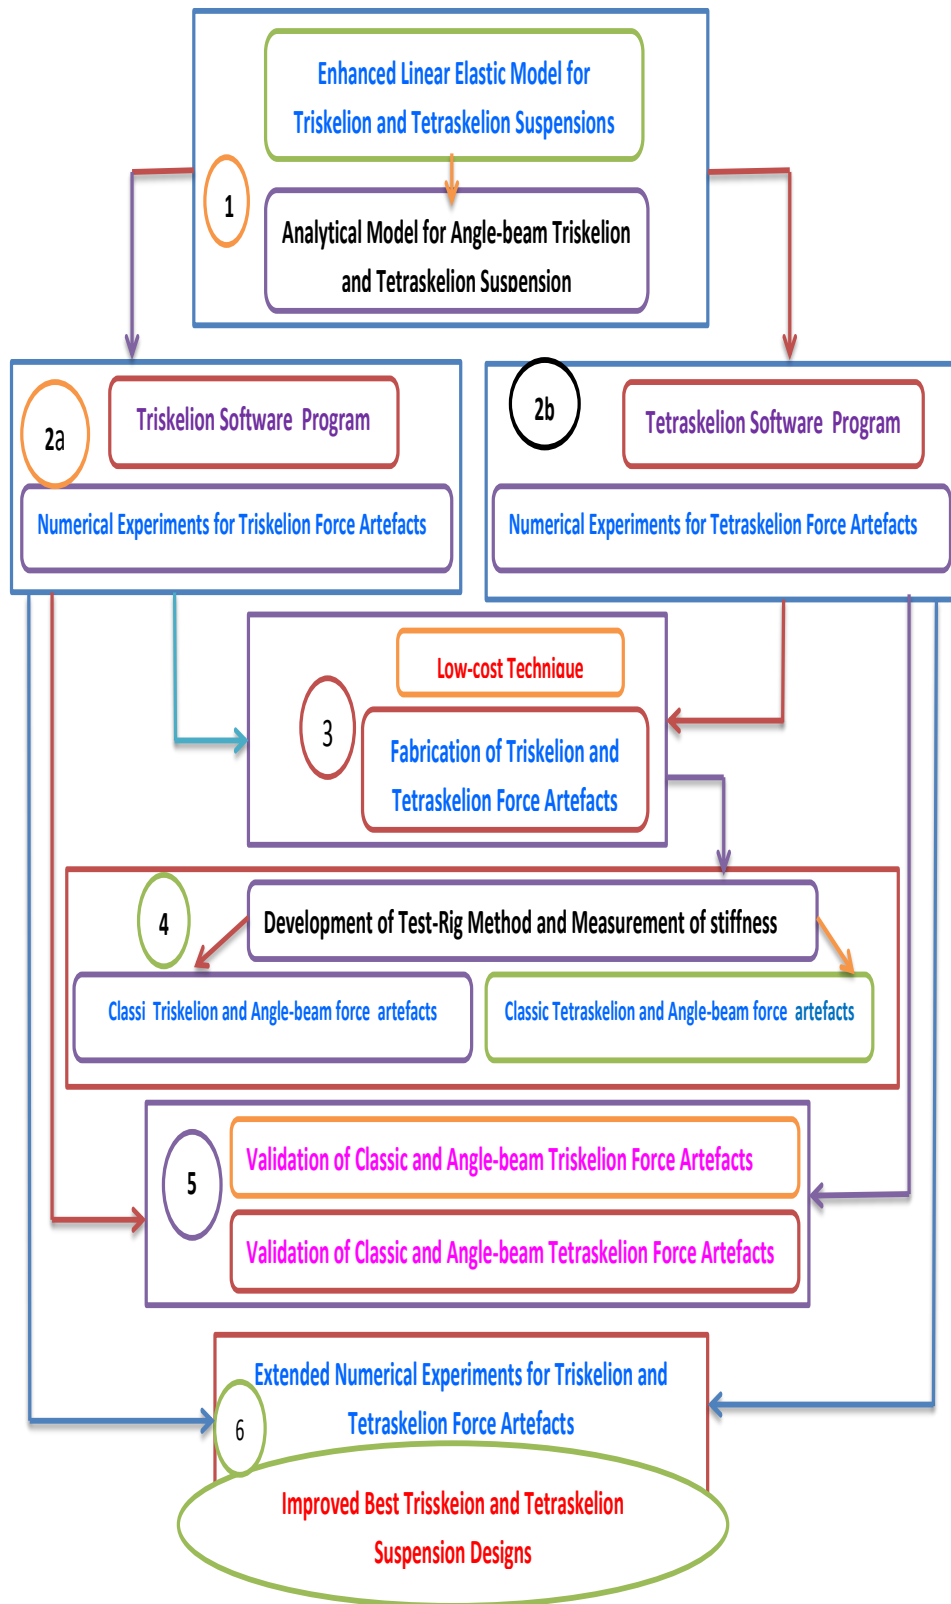 Enhanced Linear Elastic Model for
Triskelion and Tetraskelion Suspensions
1
Analytical Model for Angle-beam Triskelion
and Tetraskelion Suspension
2a
Triskelion Software Program
Numerical Experiments for Triskelion Force Artefacts
2b
Tetraskelion Software Program
Numerical Experiments for Tetraskelion Force Artefacts
Low-cost Technique
3
Fabrication of Triskelion and
Tetraskelion Force Artefacts
4
Development of Test-Rig Method and Measurement of stiffness
Classi Triskelion and Angle-beam force artefacts
Classic Tetraskelion and Angle-beam force artefacts
5
Validation of Classic and Angle-beam Triskelion Force Artefacts
Validation of Classic and Angle-beam Tetraskelion Force Artefacts
Extended Numerical Experiments for Triskelion and
Tetraskelion Force Artefacts
6
Improved Best Trisskeion and Tetraskelion
Suspension Designs